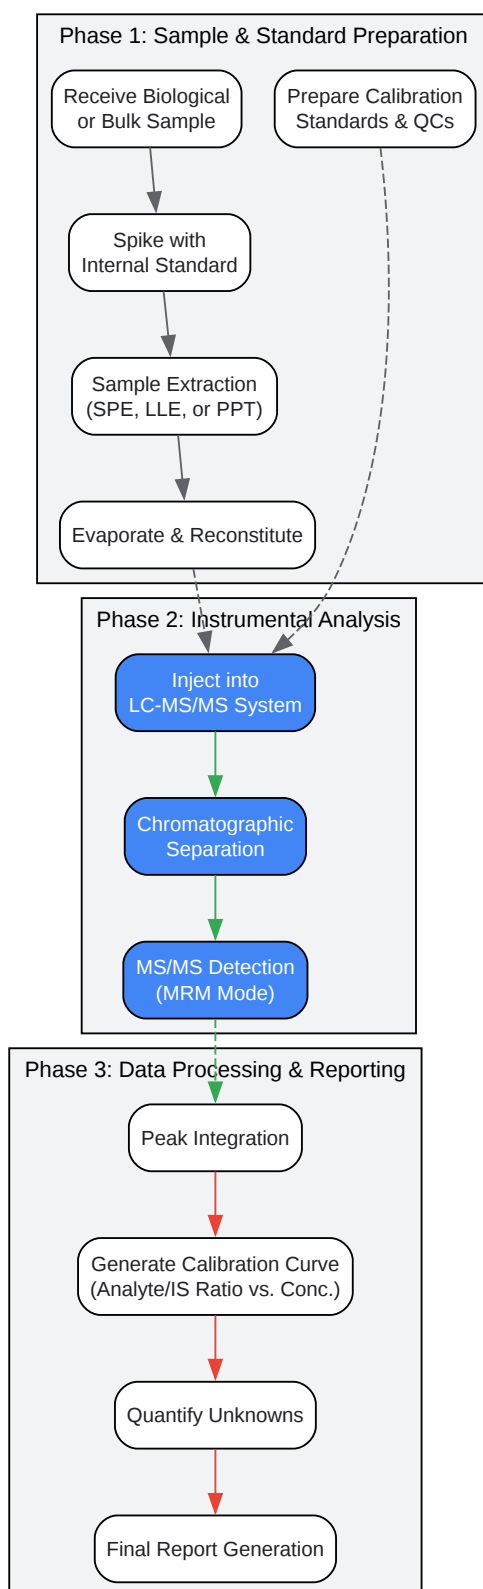 Phase 1: Sample & Standard Preparation
Receive Biological
or Bulk Sample
Prepare Calibration
Standards & QCs
Spike with
Internal Standard
Sample Extraction
(SPE, LLE, or PPT)
Evaporate & Reconstitute
Phase 2: Instrumental Analysis
Inject into
LC-MS/MS System
Chromatographic
Separation
MS/MS Detection
(MRM Mode)
Phase 3: Data Processing & Reporting
Peak Integration
Generate Calibration Curve
(Analyte/IS Ratio vs. Conc.)
Quantify Unknowns
Final Report Generation